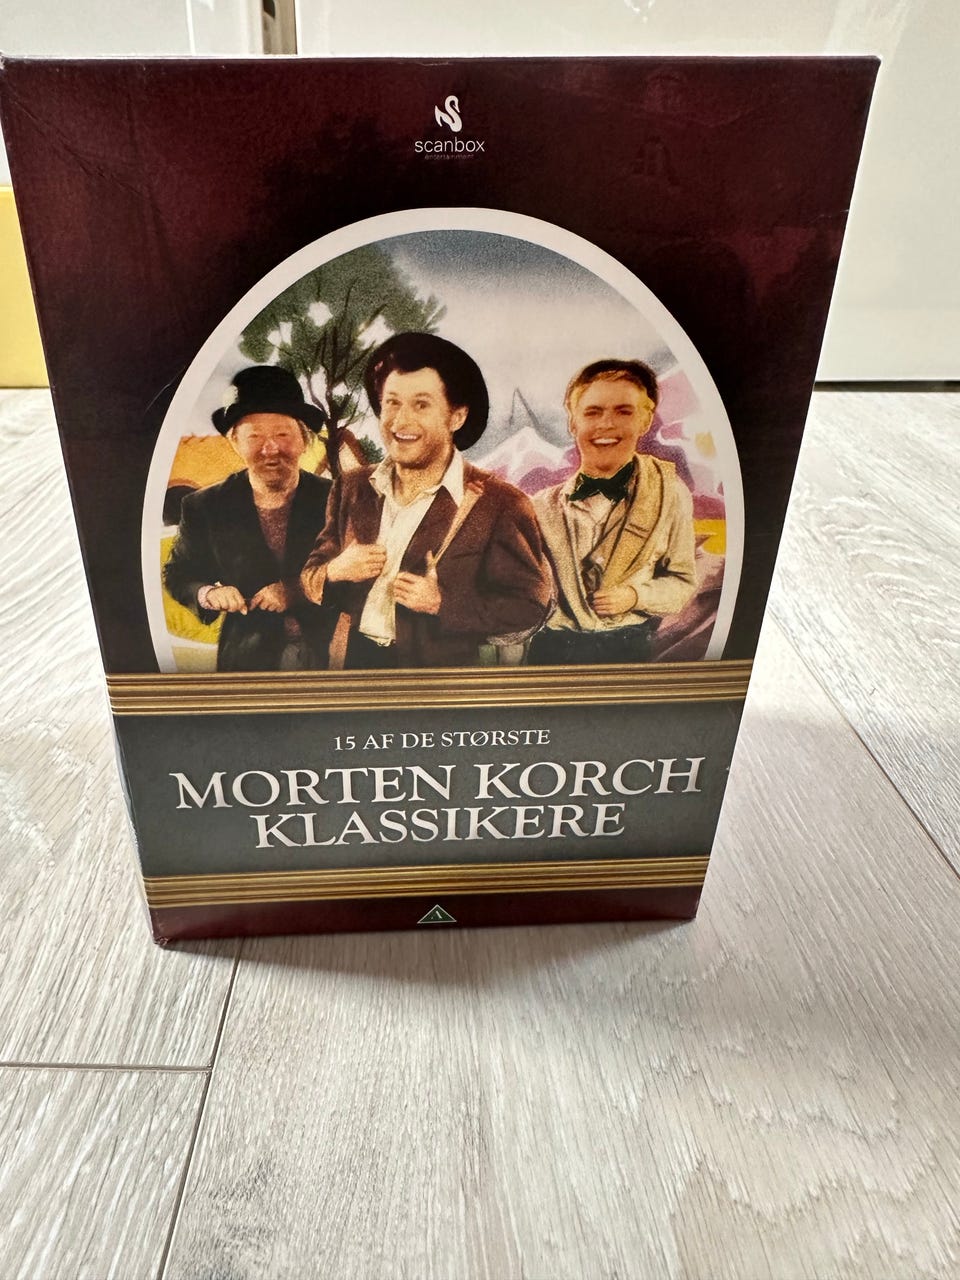 scanbox
entertainment
15 AF DE STØRSTE
MORTEN KORCH
KLASSIKERE
A